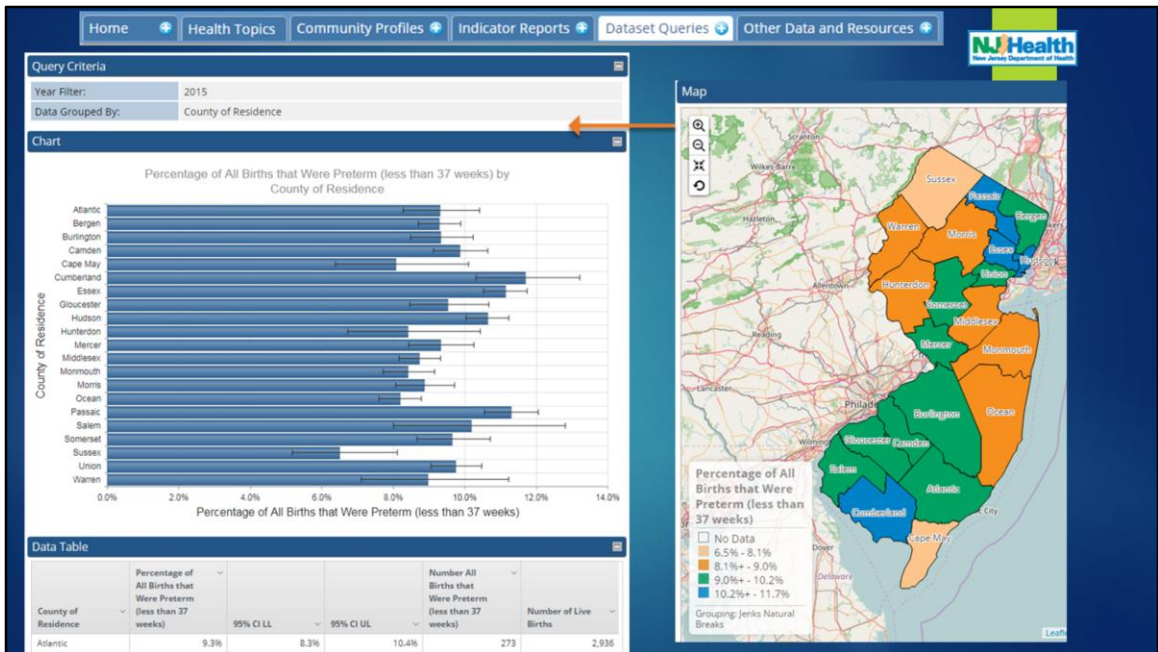 Home
Health Topics
Community Profiles
Indicator Reports
Dataset Queries
Other Data and Resources
NJ Health
New Jersey Department of Health
Query Criteria
Year Filter: 2015
Data Grouped By: County of Residence
Chart
Percentage of All Births that Were Preterm (less than 37 weeks) by
County of Residence
County of Residence
Atlantic
Bergen
Burlington
Camden
Cape May
Cumberland
Essex
Gloucester
Hudson
Hunterdon
Mercer
Middlesex
Monmouth
Morris
Ocean
Passaic
Salem
Somerset
Sussex
Union
Warren
0.0% 2.0% 4.0% 6.0% 8.0% 10.0% 12.0% 14.0%
Percentage of All Births that Were Preterm (less than 37 weeks)
Data Table
County of
Residence
Percentage of
All Births that
Were Preterm
(less than 37
weeks)
95% CI LL
95% CI UL
Number All
Births that
Were Preterm
(less than 37
weeks)
Number of Live
Births
Atlantic 9.3% 8.3% 10.4% 273 2,936
Map
Scranton
Wilkes-Barre
Sussex
Passaic
Bergen
Hazleton
Warren
Morris
Essex
Hudson
Union
Allentown
Hunterdon
Somerset
Middlesex
Reading
Mercer
Monmouth
Lancaster
Philade
Burlington
Ocean
Wilming
Gloucester
Camden
Salem
Atlantic
City
Cumberland
Cape May
Dover
Delaware
Percentage of All
Births that Were
Preterm (less than
37 weeks)
No Data
6.5% - 8.1%
8.1%+ - 9.0%
9.0%+ - 10.2%
10.2%+ - 11.7%
Grouping: Jenks Natural
Breaks
Leafle